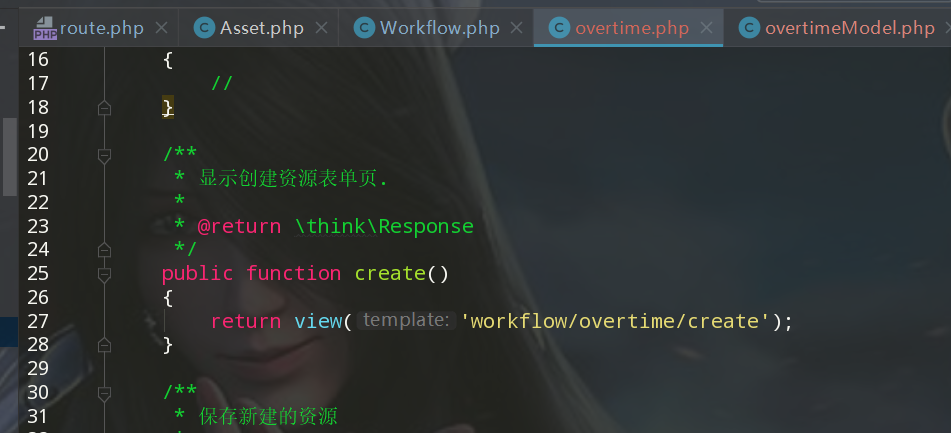 PHP route.php Asset.php Workflow.php overtime.php overtimeModel.php
16 {
17 //
18 }
19
20 /**
21 * 显示创建资源表单页.
22 *
23 * @return \think\Response
24 */
25 public function create()
26 {
27 return view( template: 'workflow/overtime/create');
28 }
29
30 /**
31 * 保存新建的资源